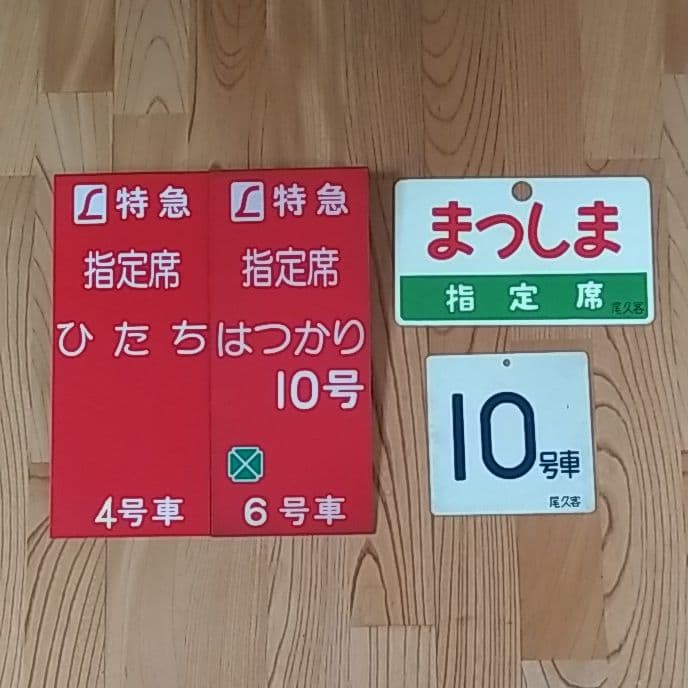 L特急
指定席
ひたち
4号車
L特急
指定席
はつかり
10号
6号車
まつしま
指定席
尾久客
10号車
尾久客